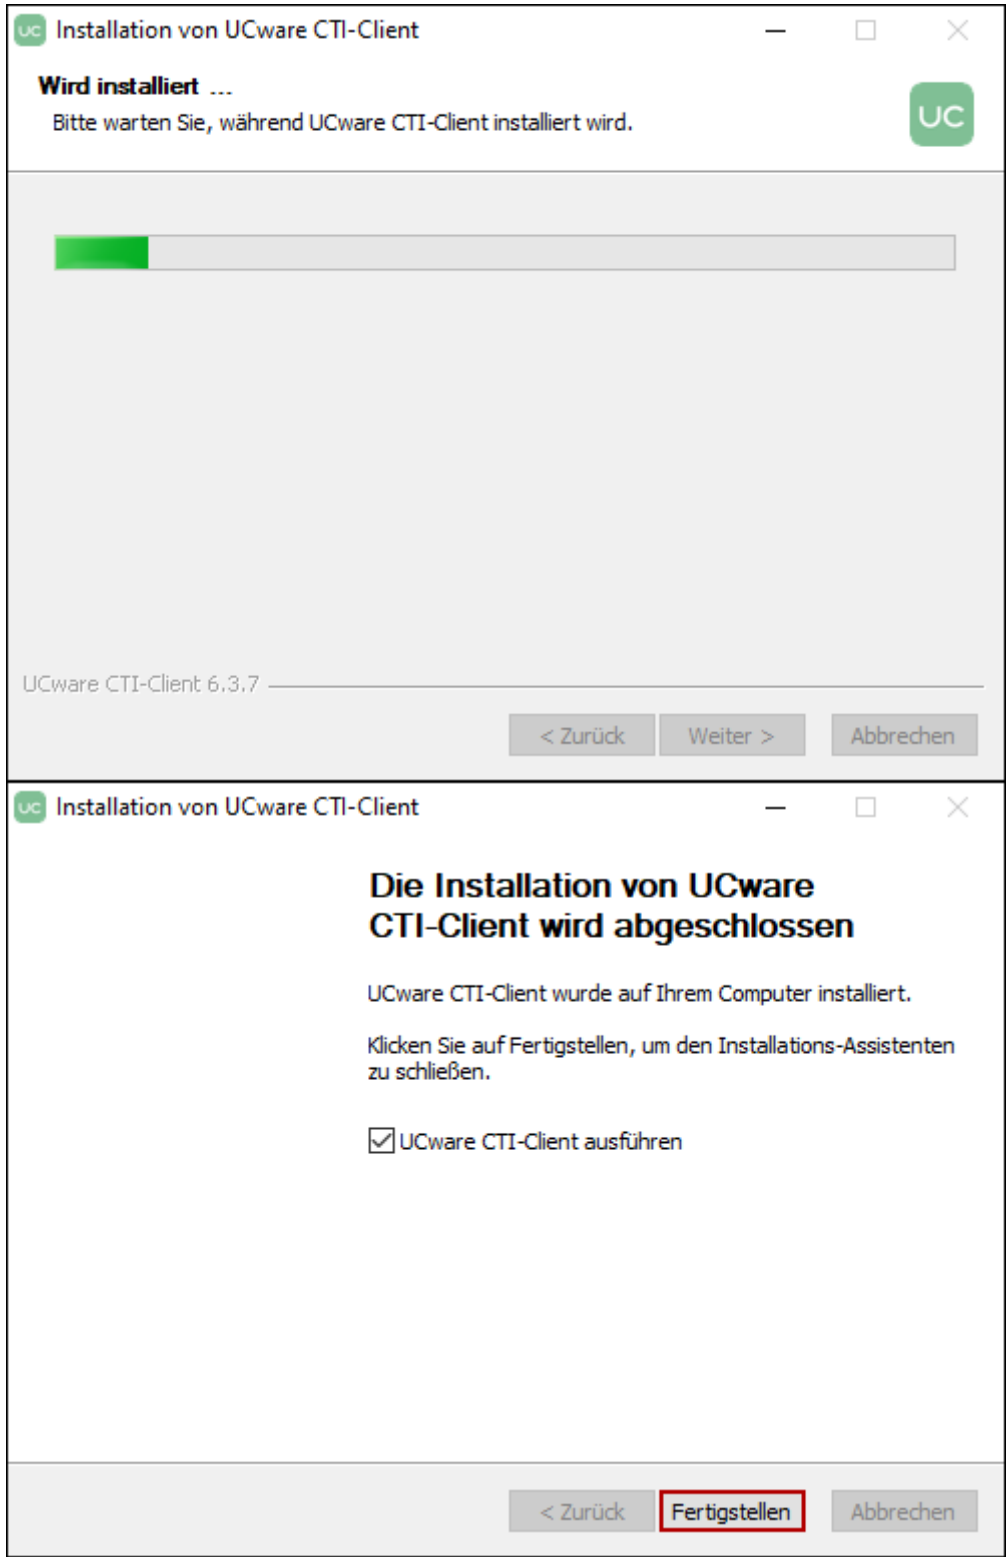 UC Installation von UCware CTI-Client
Wird installiert ...
Bitte warten Sie, während UCware CTI-Client installiert wird.
UC
UCware CTI-Client 6.3.7
< Zurück Weiter > Abbrechen
UC Installation von UCware CTI-Client
Die Installation von UCware
CTI-Client wird abgeschlossen
UCware CTI-Client wurde auf Ihrem Computer installiert.
Klicken Sie auf Fertigstellen, um den Installations-Assistenten
zu schließen.
UCware CTI-Client ausführen
< Zurück Fertigstellen Abbrechen